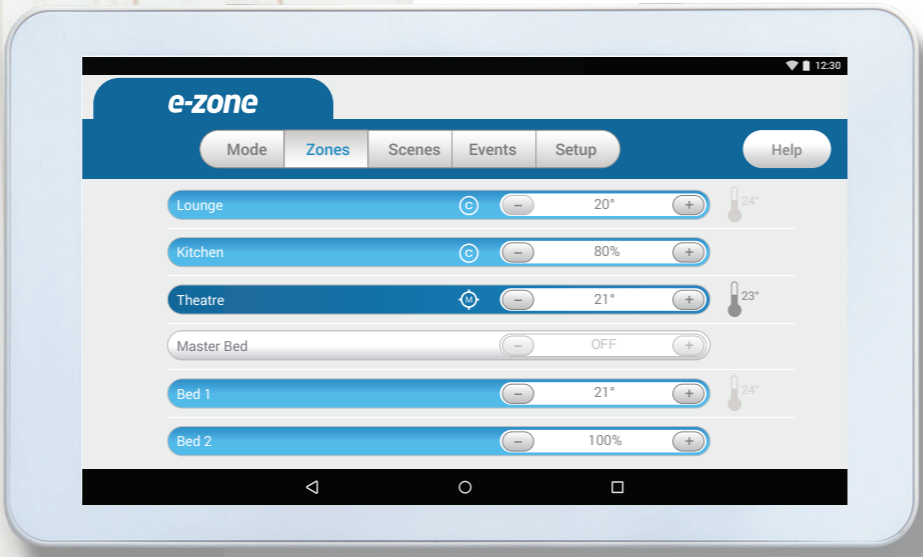 12:30
e-zone
Mode Zones Scenes Events Setup Help
Lounge C - 20° + 24°
Kitchen C - 80% +
Theatre M - 21° + 23°
Master Bed - OFF +
Bed 1 - 21° + 24°
Bed 2 - 100% +